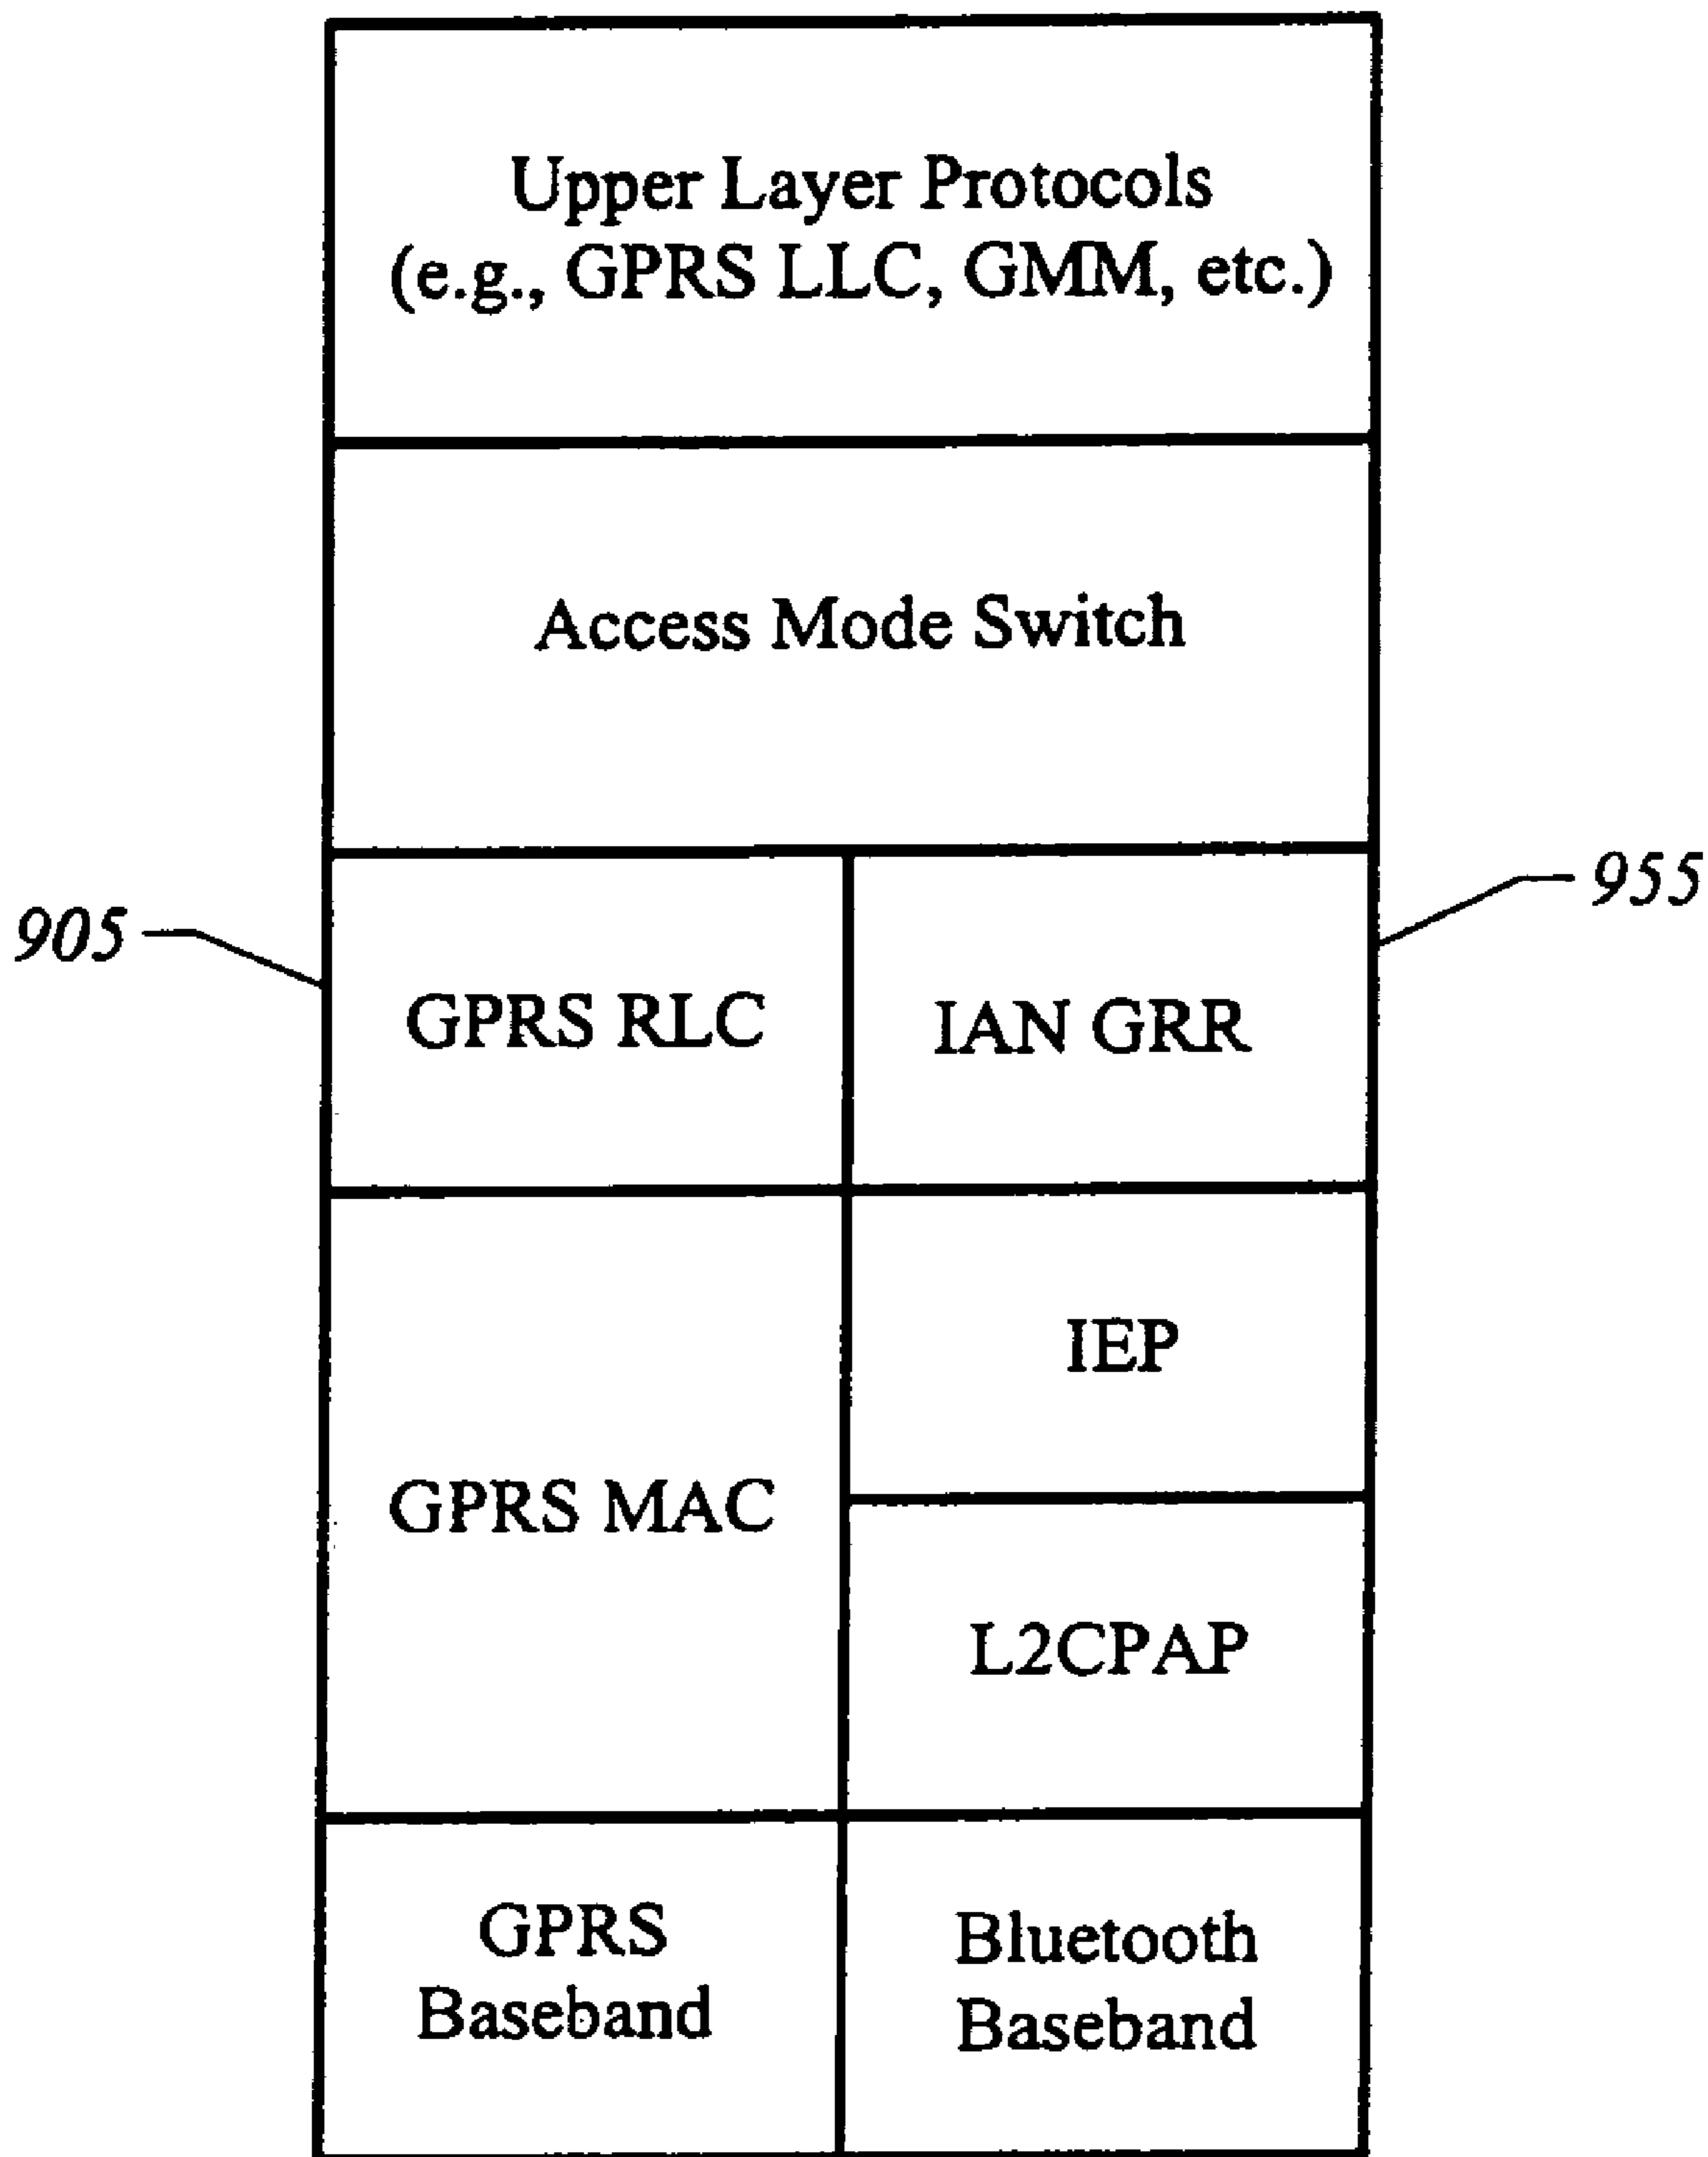 Upper Layer Protocols
(e.g., GPRS LLC, GMM, etc.)
Access Mode Switch
905
955
GPRS RLC
IAN GRR
IEP
GPRS MAC
L2CPAP
GPRS
Baseband
Bluetooth
Baseband